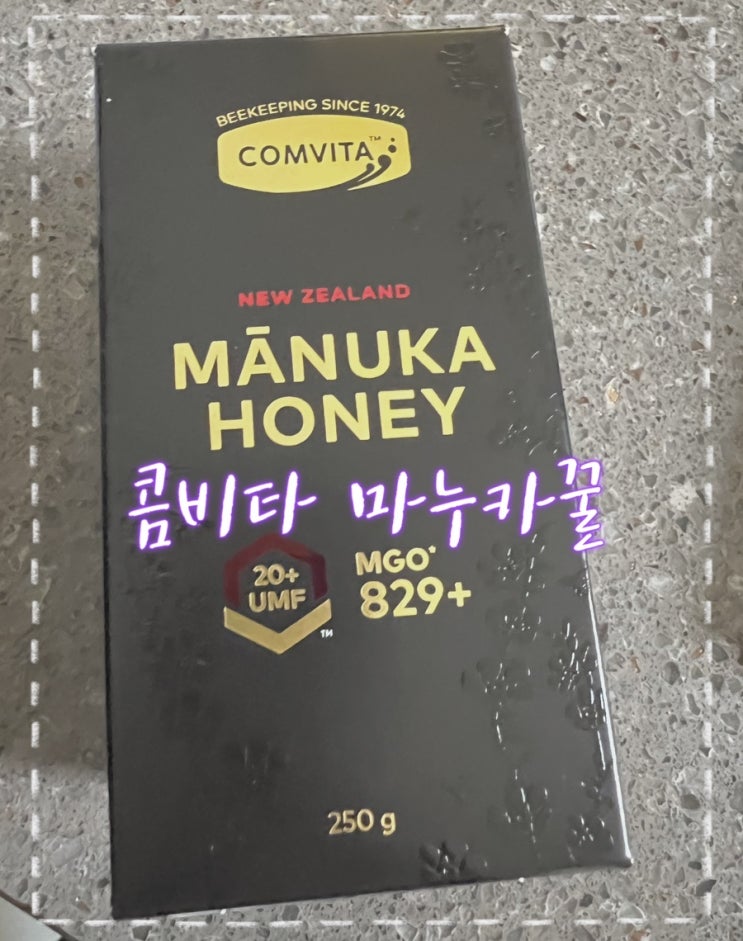 BEEKEEPING SINCE 1974
COMVITA™
NEW ZEALAND
MĀNUKA
HONEY
콤비타 마누카꿀
20+
UMF
™
MGO*
829+
250 g